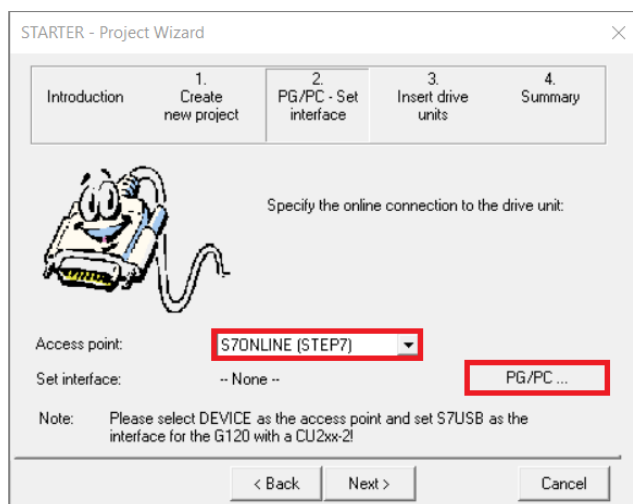 STARTER - Project Wizard
Introduction
1.
Create
new project
2.
PG/PC - Set
interface
3.
Insert drive
units
4.
Summary
Specify the online connection to the drive unit:
Access point: S7ONLINE (STEP7)
Set interface: -- None -- PG/PC ...
Note: Please select DEVICE as the access point and set S7USB as the
interface for the G120 with a CU2xx-2!
< Back Next > Cancel